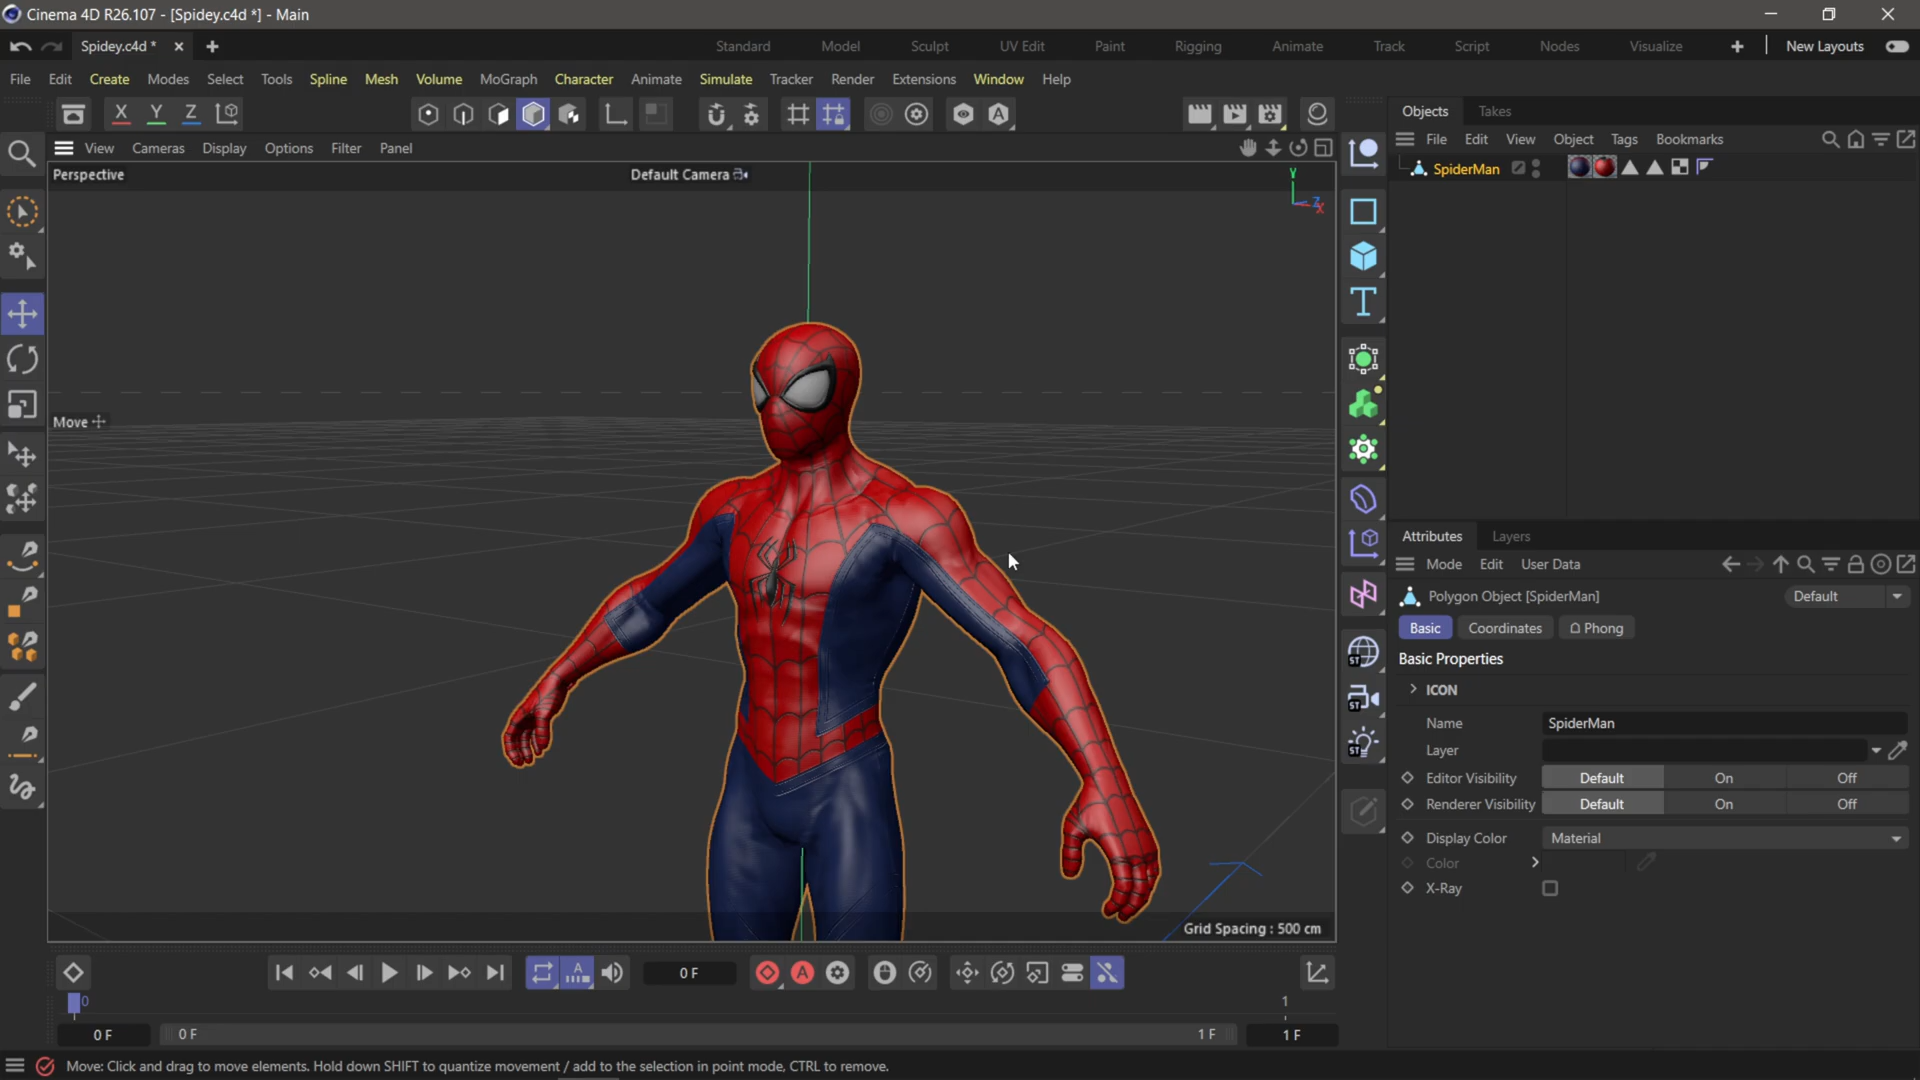 Cinema 4D R26.107 - [Spidey.c4d *] - Main
Spidey.c4d *
Standard Model Sculpt UV Edit Paint Rigging Animate Track Script Nodes Visualize New Layouts
File Edit Create Modes Select Tools Spline Mesh Volume MoGraph Character Animate Simulate Tracker Render Extensions Window Help
X Y Z
A
View Cameras Display Options Filter Panel
Perspective
Default Camera
Y
Z
X
Move
Grid Spacing : 500 cm
T
ST
ST
ST
Objects Takes
File Edit View Object Tags Bookmarks
SpiderMan
Attributes Layers
Mode Edit User Data
Polygon Object [SpiderMan]
Default
Basic Coordinates Phong
Basic Properties
ICON
Name SpiderMan
Layer
Editor Visibility Default On Off
Renderer Visibility Default On Off
Display Color Material
Color
X-Ray
A
0 F
A
0
1
0 F
0 F
1 F
1 F
Move: Click and drag to move elements. Hold down SHIFT to quantize movement / add to the selection in point mode, CTRL to remove.